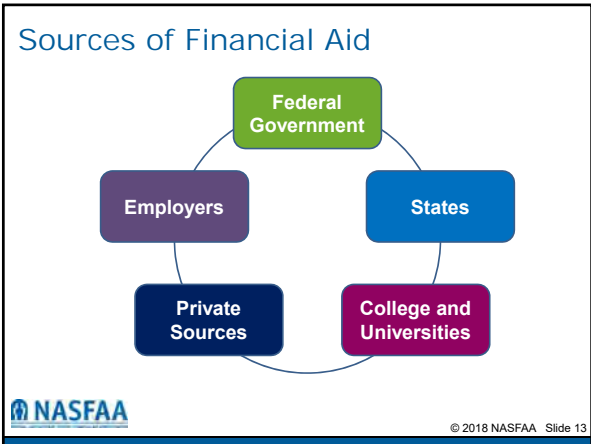 Sources of Financial Aid
Federal
Government
Employers
States
Private
Sources
College and
Universities
NASFAA
© 2018 NASFAA Slide 13